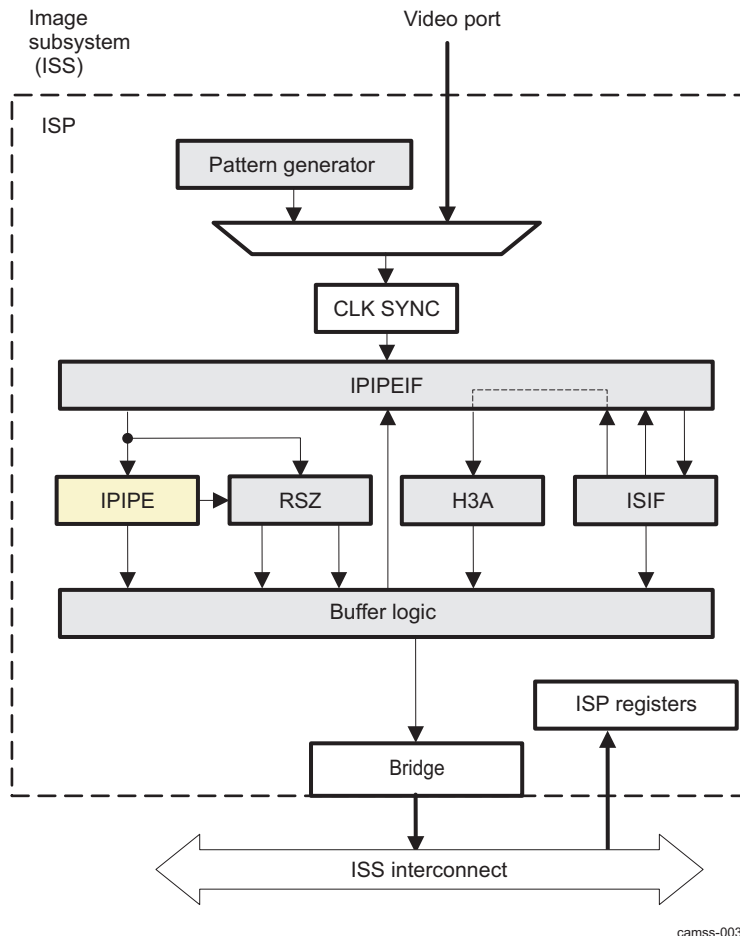 Image
subsystem
(ISS)
Video port
ISP
Pattern generator
CLK SYNC
IPIPEIF
IPIPE
RSZ
H3A
ISIF
Buffer logic
ISP registers
Bridge
ISS interconnect
camss-003